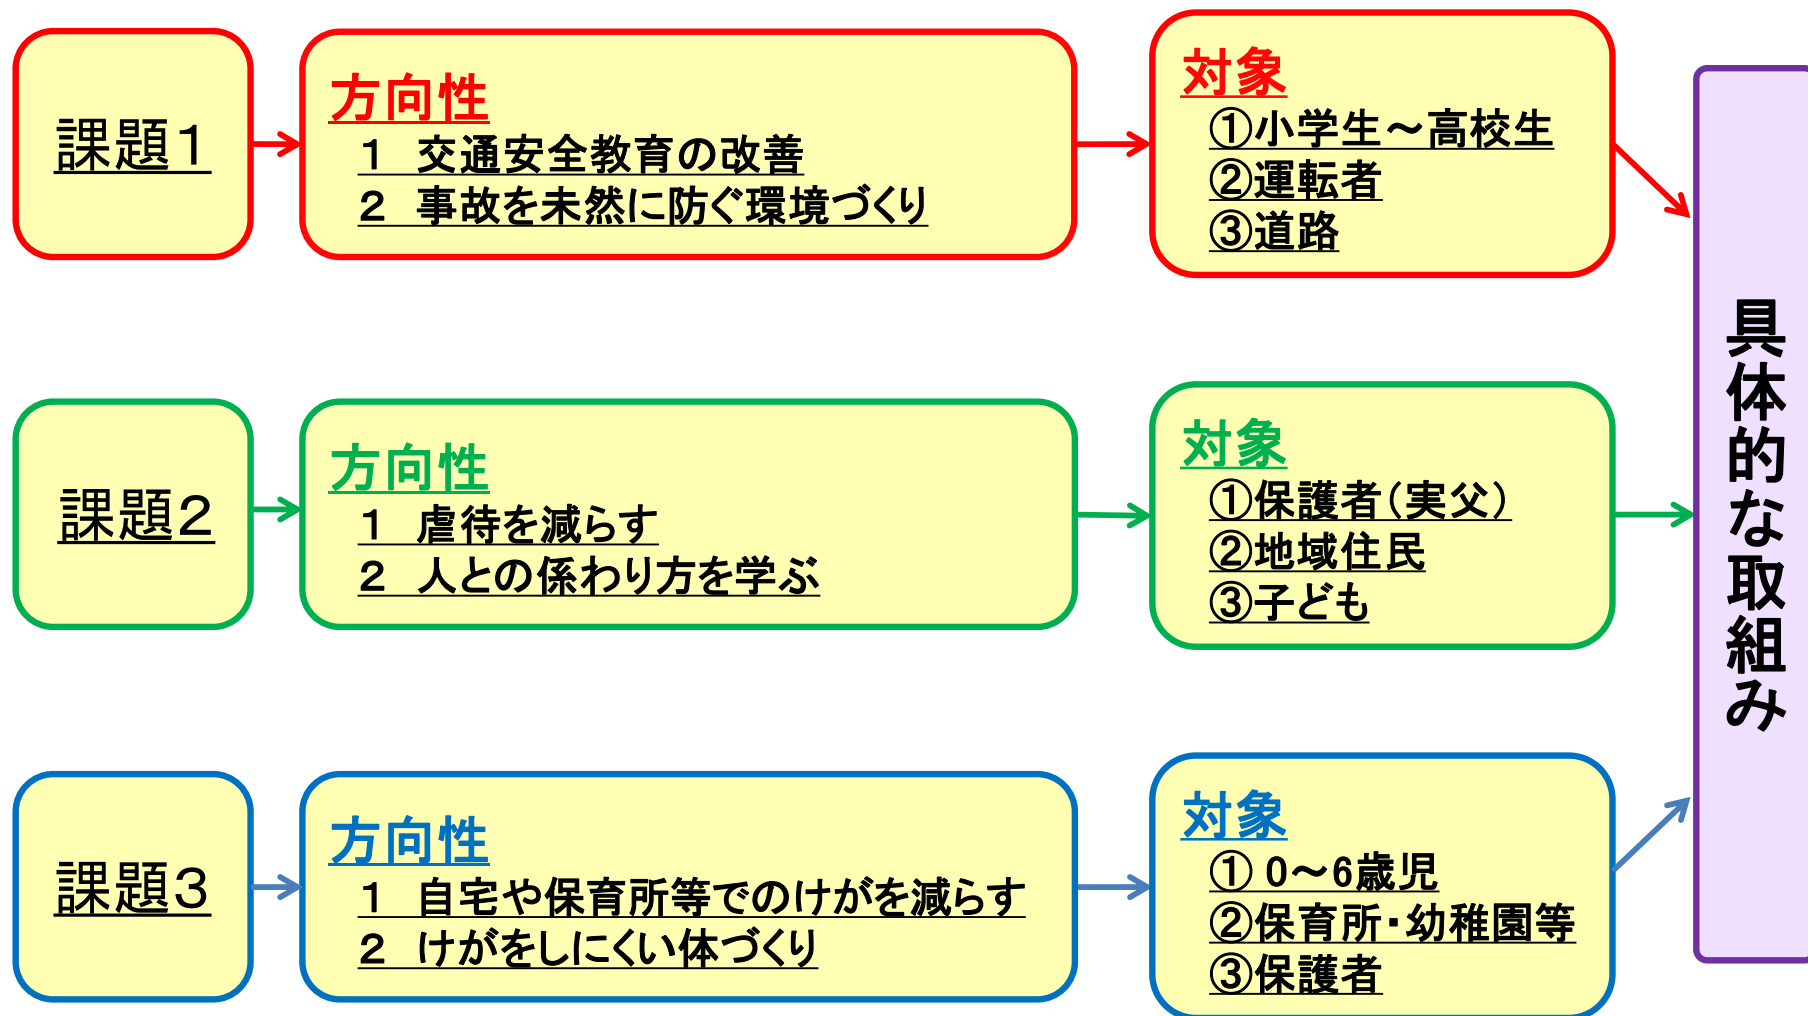 課題１
方向性
１　交通安全教育の改善
２　事故を未然に防ぐ環境づくり
対象
①小学生～高校生
②運転者
③道路
課題２
方向性
１　虐待を減らす
２　人との係わり方を学ぶ
対象
①保護者（実父）
②地域住民
③子ども
課題３
方向性
１　自宅や保育所等でのけがを減らす
２　けがをしにくい体づくり
対象
① 0～6歳児
②保育所・幼稚園等
③保護者
具体的な取組み